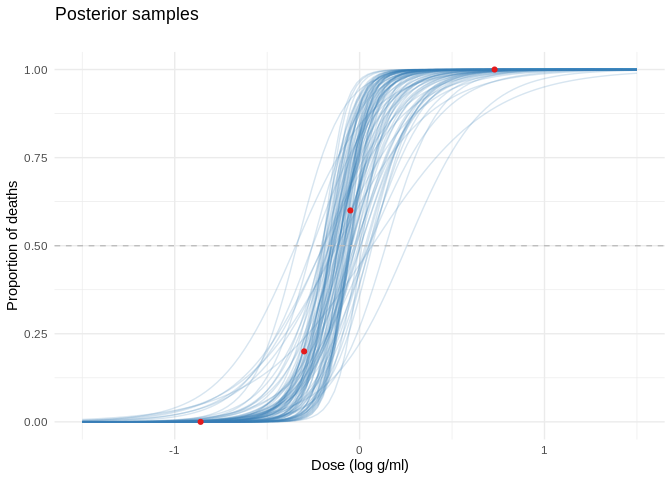 Posterior samples
1.00
0.75
0.50
0.25
0.00
Proportion of deaths
-1
0
1
Dose (log g/ml)